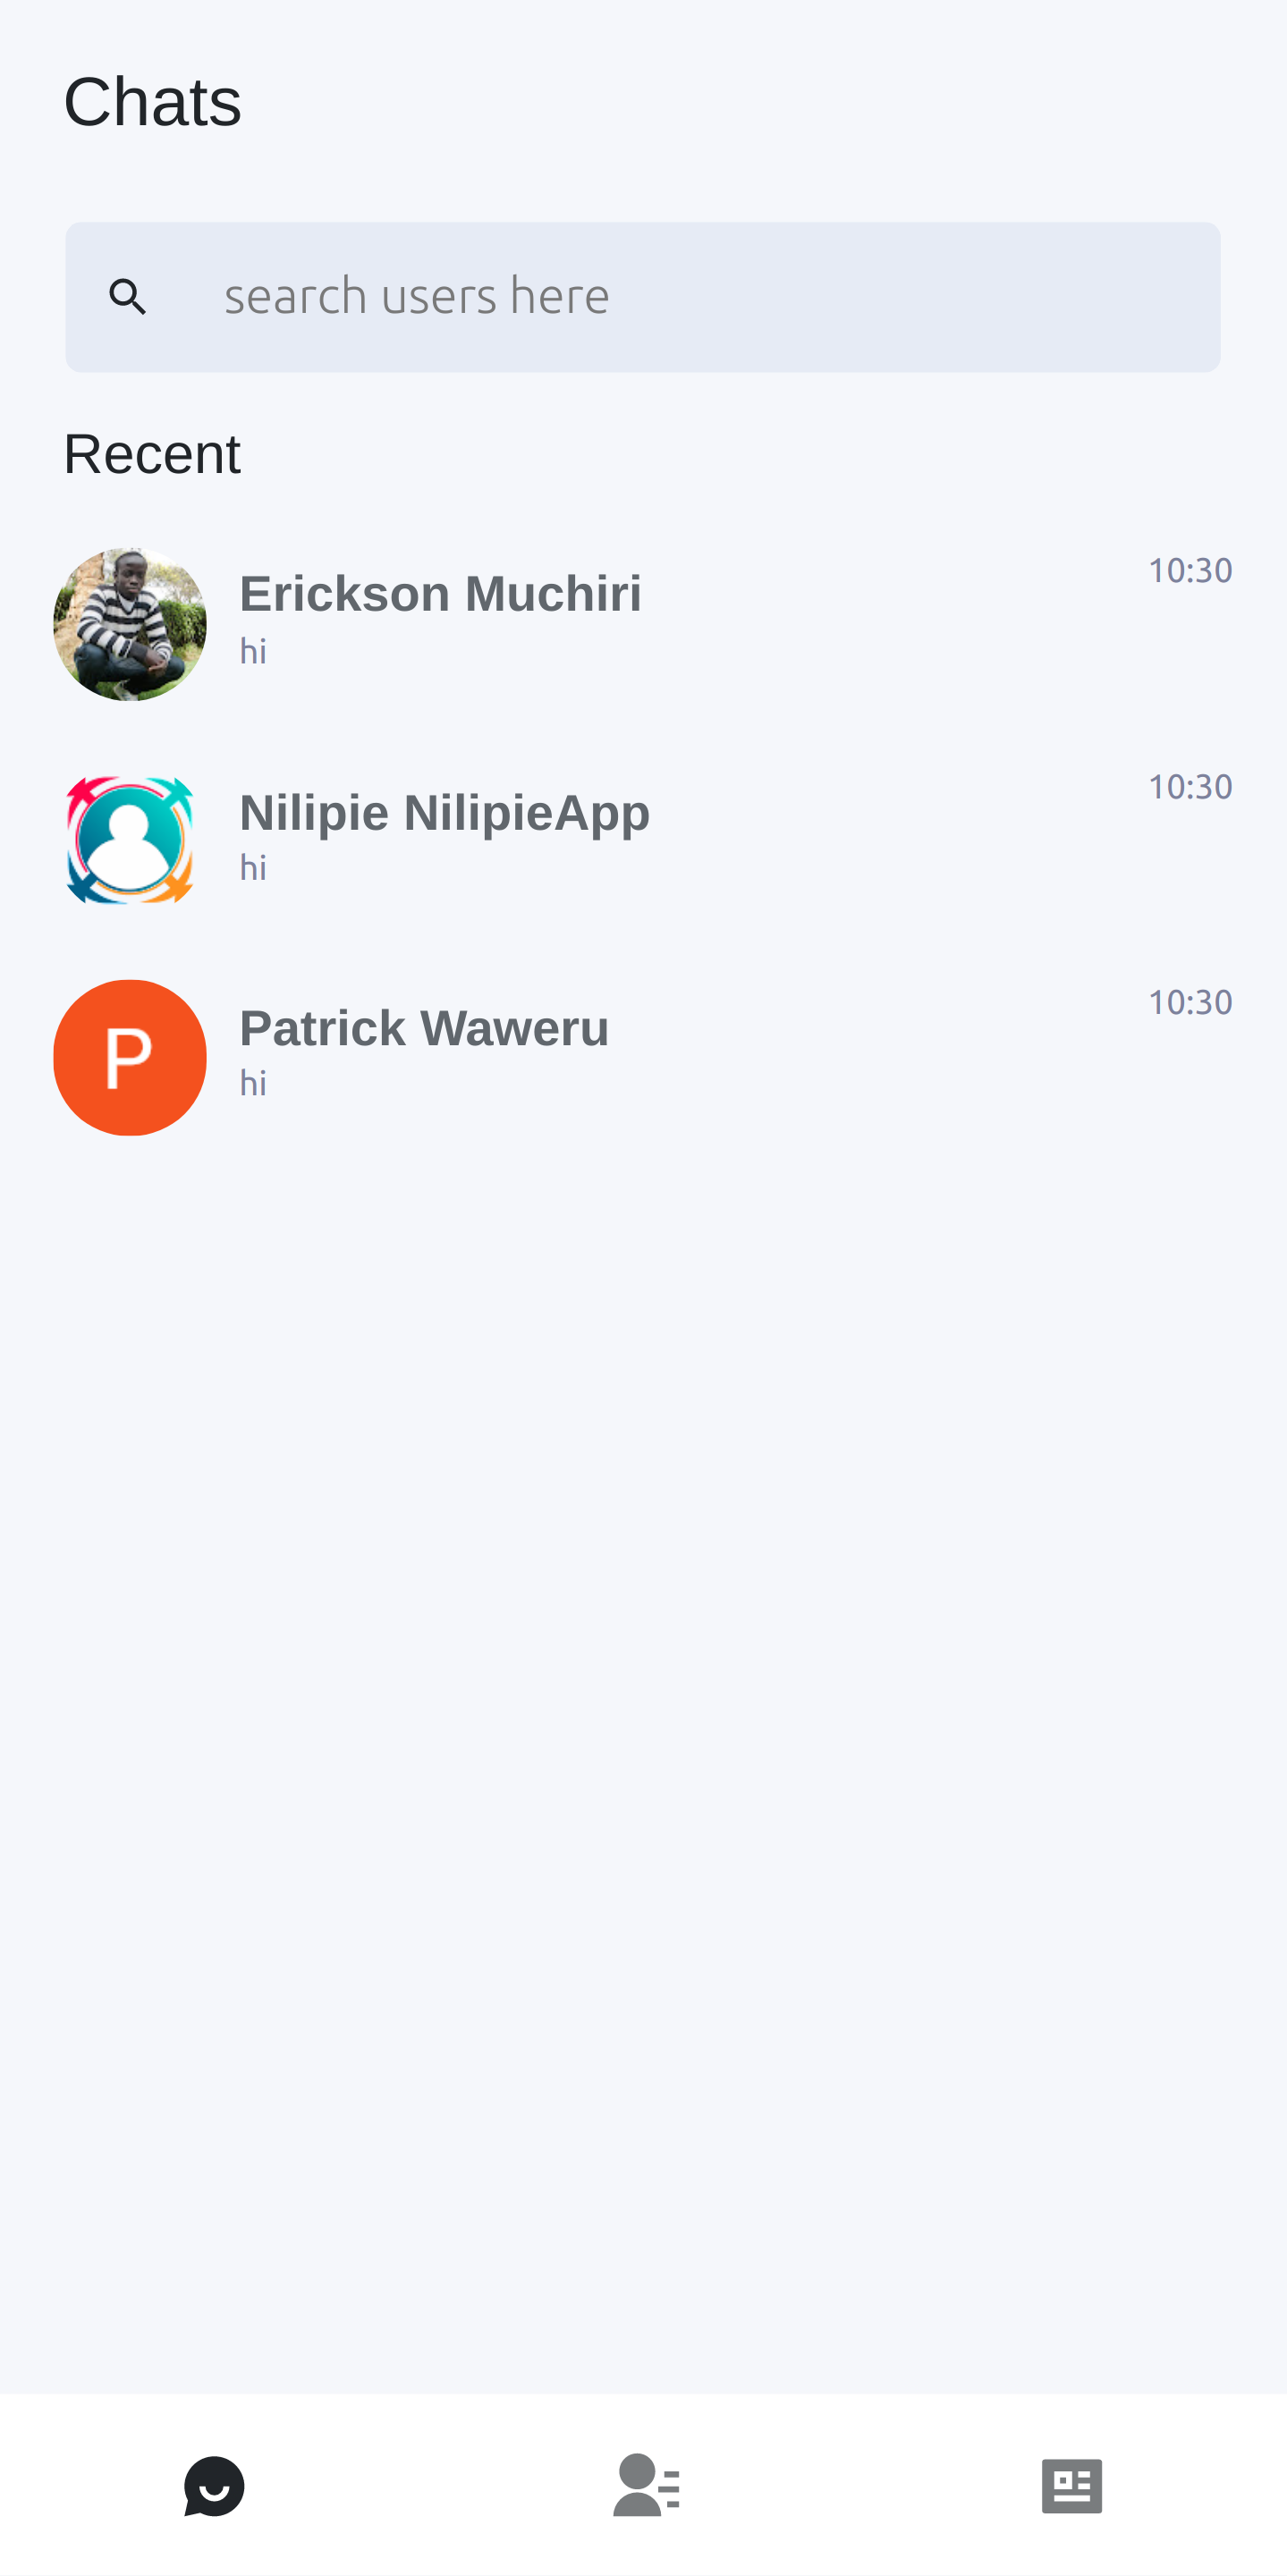 Chats
search users here
Recent
Erickson Muchiri
10:30
hi
Nilipie NilipieApp
10:30
hi
P
Patrick Waweru
10:30
hi